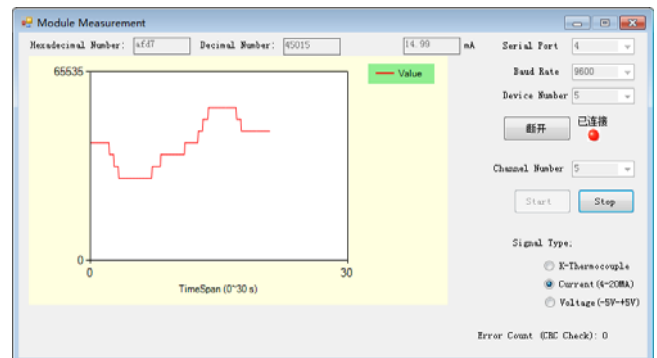 Module Measurement
Hexadecimal Number: afd7 Decimal Number: 45015 14.99 mA Serial Port 4
65535 Value Baud Rate 9600
Device Number 5
断开 已连接
Channel Number 5
Start Stop
Signal Type:
K-Thermocouple
0 Current(4-20MA)
0 30 Voltage(-5V-+5V)
TimeSpan (0~30 s)
Error Count (CRC Check): 0